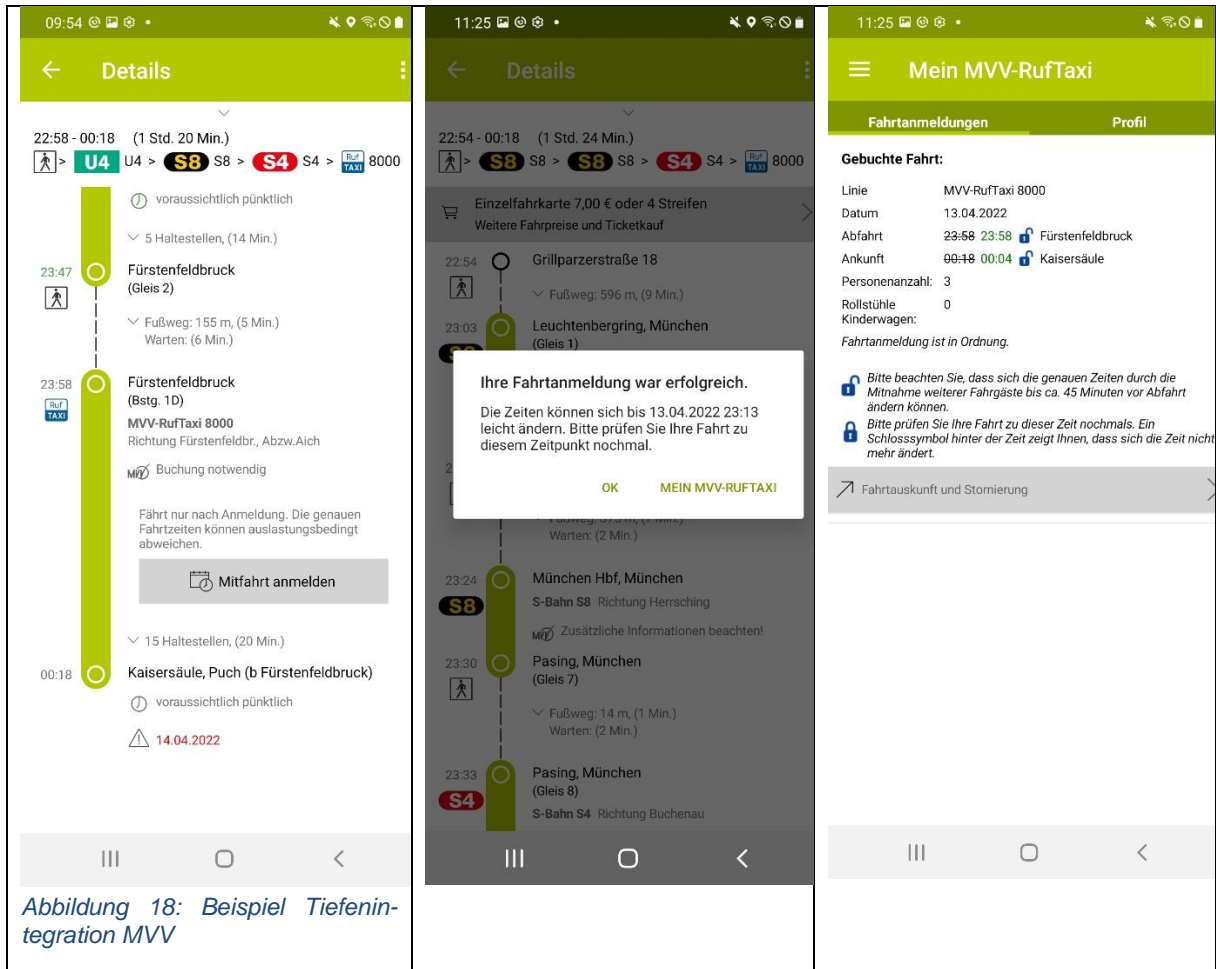 09:54
Details
22:58 - 00:18 (1 Std. 20 Min.)
> U4 U4 > S8 S8 > S4 S4 > Ruf TAXI 8000
voraussichtlich pünktlich
5 Haltestellen, (14 Min.)
23:47 Fürstenfeldbruck
(Gleis 2)
Fußweg: 155 m, (5 Min.)
Warten: (6 Min.)
23:58 Fürstenfeldbruck
Ruf TAXI (Bstg. 1D)
MVV-RufTaxi 8000
Richtung Fürstenfeldbr., Abzw.Aich
MVV Buchung notwendig
Fährt nur nach Anmeldung. Die genauen
Fahrtzeiten können auslastungsbedingt
abweichen.
Mitfahrt anmelden
15 Haltestellen, (20 Min.)
00:18 Kaisersäule, Puch (b Fürstenfeldbruck)
voraussichtlich pünktlich
14.04.2022
Abbildung 18: Beispiel Tiefenin-
tegration MVV
11:25
Details
22:54 - 00:18 (1 Std. 24 Min.)
> S8 S8 > S8 S8 > S4 S4 > Ruf TAXI 8000
Einzelfahrkarte 7,00 € oder 4 Streifen
Weitere Fahrpreise und Ticketkauf
22:54 Grillparzerstraße 18
Fußweg: 596 m, (9 Min.)
23:03 Leuchtenbergring, München
(Gleis 1)
Ihre Fahrtanmeldung war erfolgreich.
Die Zeiten können sich bis 13.04.2022 23:13
leicht ändern. Bitte prüfen Sie Ihre Fahrt zu
diesem Zeitpunkt nochmal.
OK MEIN MVV-RUFTAXI
Warten: (2 Min.)
23:24 München Hbf, München
S8 S-Bahn S8 Richtung Herrsching
MVV Zusätzliche Informationen beachten!
23:30 Pasing, München
(Gleis 7)
Fußweg: 14 m, (1 Min.)
Warten: (2 Min.)
23:33 Pasing, München
S4 (Gleis 8)
S-Bahn S4 Richtung Buchenau
11:25
Mein MVV-RufTaxi
Fahrtanmeldungen Profil
Gebuchte Fahrt:
Linie MVV-RufTaxi 8000
Datum 13.04.2022
Abfahrt 23:58 23:58 Fürstenfeldbruck
Ankunft 00:18 00:04 Kaisersäule
Personenanzahl: 3
Rollstühle 0
Kinderwagen:
Fahrtanmeldung ist in Ordnung.
Bitte beachten Sie, dass sich die genauen Zeiten durch die
Mitnahme weiterer Fahrgäste bis ca. 45 Minuten vor Abfahrt
ändern können.
Bitte prüfen Sie Ihre Fahrt zu dieser Zeit nochmals. Ein
Schlosssymbol hinter der Zeit zeigt Ihnen, dass sich die Zeit nicht
mehr ändert.
Fahrtauskunft und Stornierung